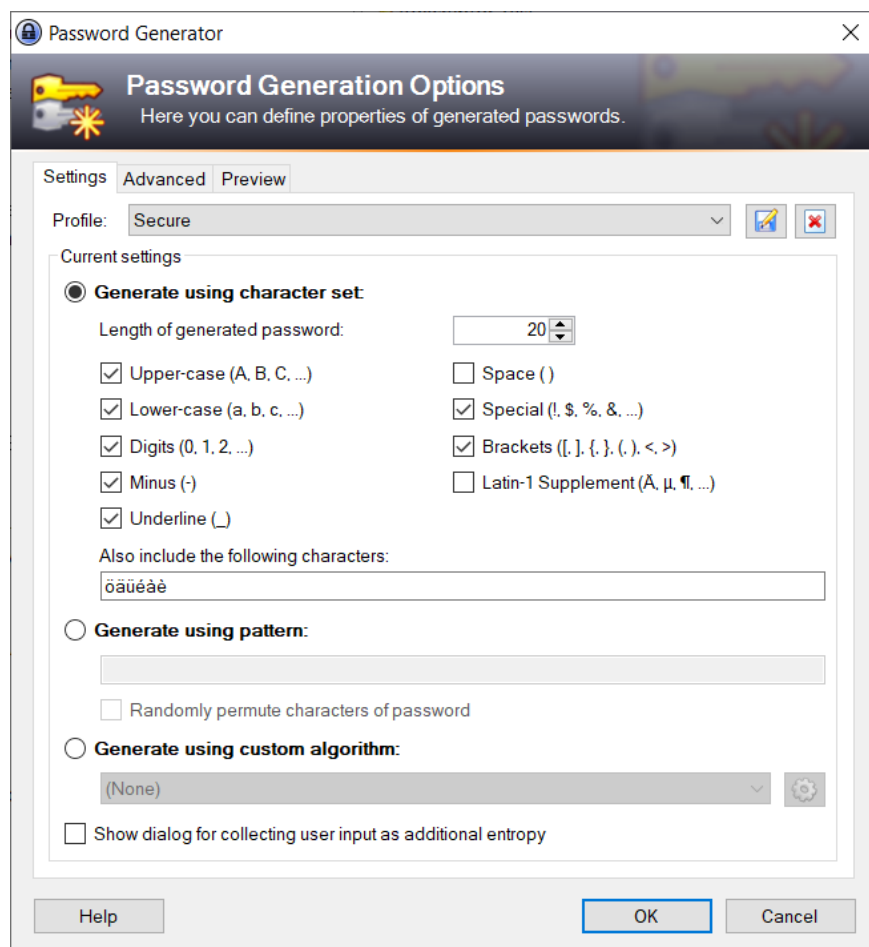 Password Generator
Password Generation Options
Here you can define properties of generated passwords.
Settings Advanced Preview
Profile: Secure
Current settings
Generate using character set:
Length of generated password: 20
Upper-case (A, B, C, ...) Space ( )
Lower-case (a, b, c, ...) Special (!, $, %, &, ...)
Digits (0, 1, 2, ...) Brackets ([, ], {, }, (, ), <, >)
Minus (-) Latin-1 Supplement (Ä, µ, ¶, ...)
Underline (_)
Also include the following characters:
öäüéàè
Generate using pattern:
Randomly permute characters of password
Generate using custom algorithm:
(None)
Show dialog for collecting user input as additional entropy
Help OK Cancel